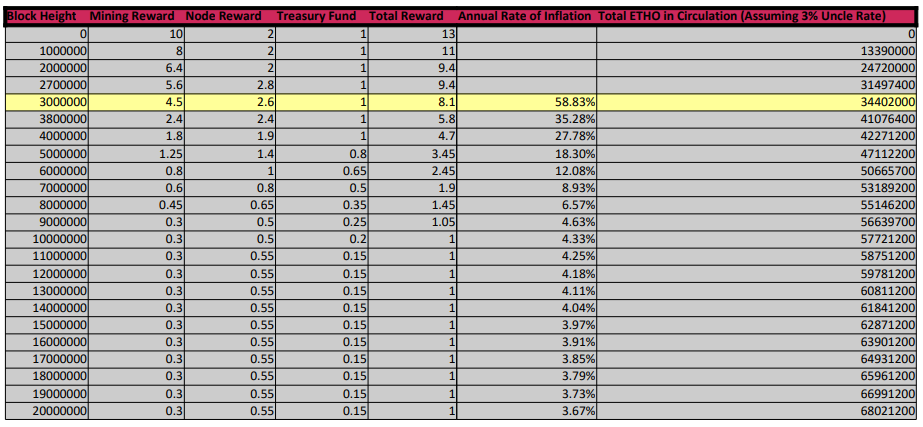 Block Height Mining Reward Node Reward Treasury Fund Total Reward Annual Rate of Inflation Total ETHO in Circulation (Assuming 3% Uncle Rate)
0 10 2 1 13 0
1000000 8 2 1 11 13390000
2000000 6.4 2 1 9.4 24720000
2700000 5.6 2.8 1 9.4 31497400
3000000 4.5 2.6 1 8.1 58.83% 34402000
3800000 2.4 2.4 1 5.8 35.28% 41076400
4000000 1.8 1.9 1 4.7 27.78% 42271200
5000000 1.25 1.4 0.8 3.45 18.30% 47112200
6000000 0.8 1 0.65 2.45 12.08% 50665700
7000000 0.6 0.8 0.5 1.9 8.93% 53189200
8000000 0.45 0.65 0.35 1.45 6.57% 55146200
9000000 0.3 0.5 0.25 1.05 4.63% 56639700
10000000 0.3 0.5 0.2 1 4.33% 57721200
11000000 0.3 0.55 0.15 1 4.25% 58751200
12000000 0.3 0.55 0.15 1 4.18% 59781200
13000000 0.3 0.55 0.15 1 4.11% 60811200
14000000 0.3 0.55 0.15 1 4.04% 61841200
15000000 0.3 0.55 0.15 1 3.97% 62871200
16000000 0.3 0.55 0.15 1 3.91% 63901200
17000000 0.3 0.55 0.15 1 3.85% 64931200
18000000 0.3 0.55 0.15 1 3.79% 65961200
19000000 0.3 0.55 0.15 1 3.73% 66991200
20000000 0.3 0.55 0.15 1 3.67% 68021200